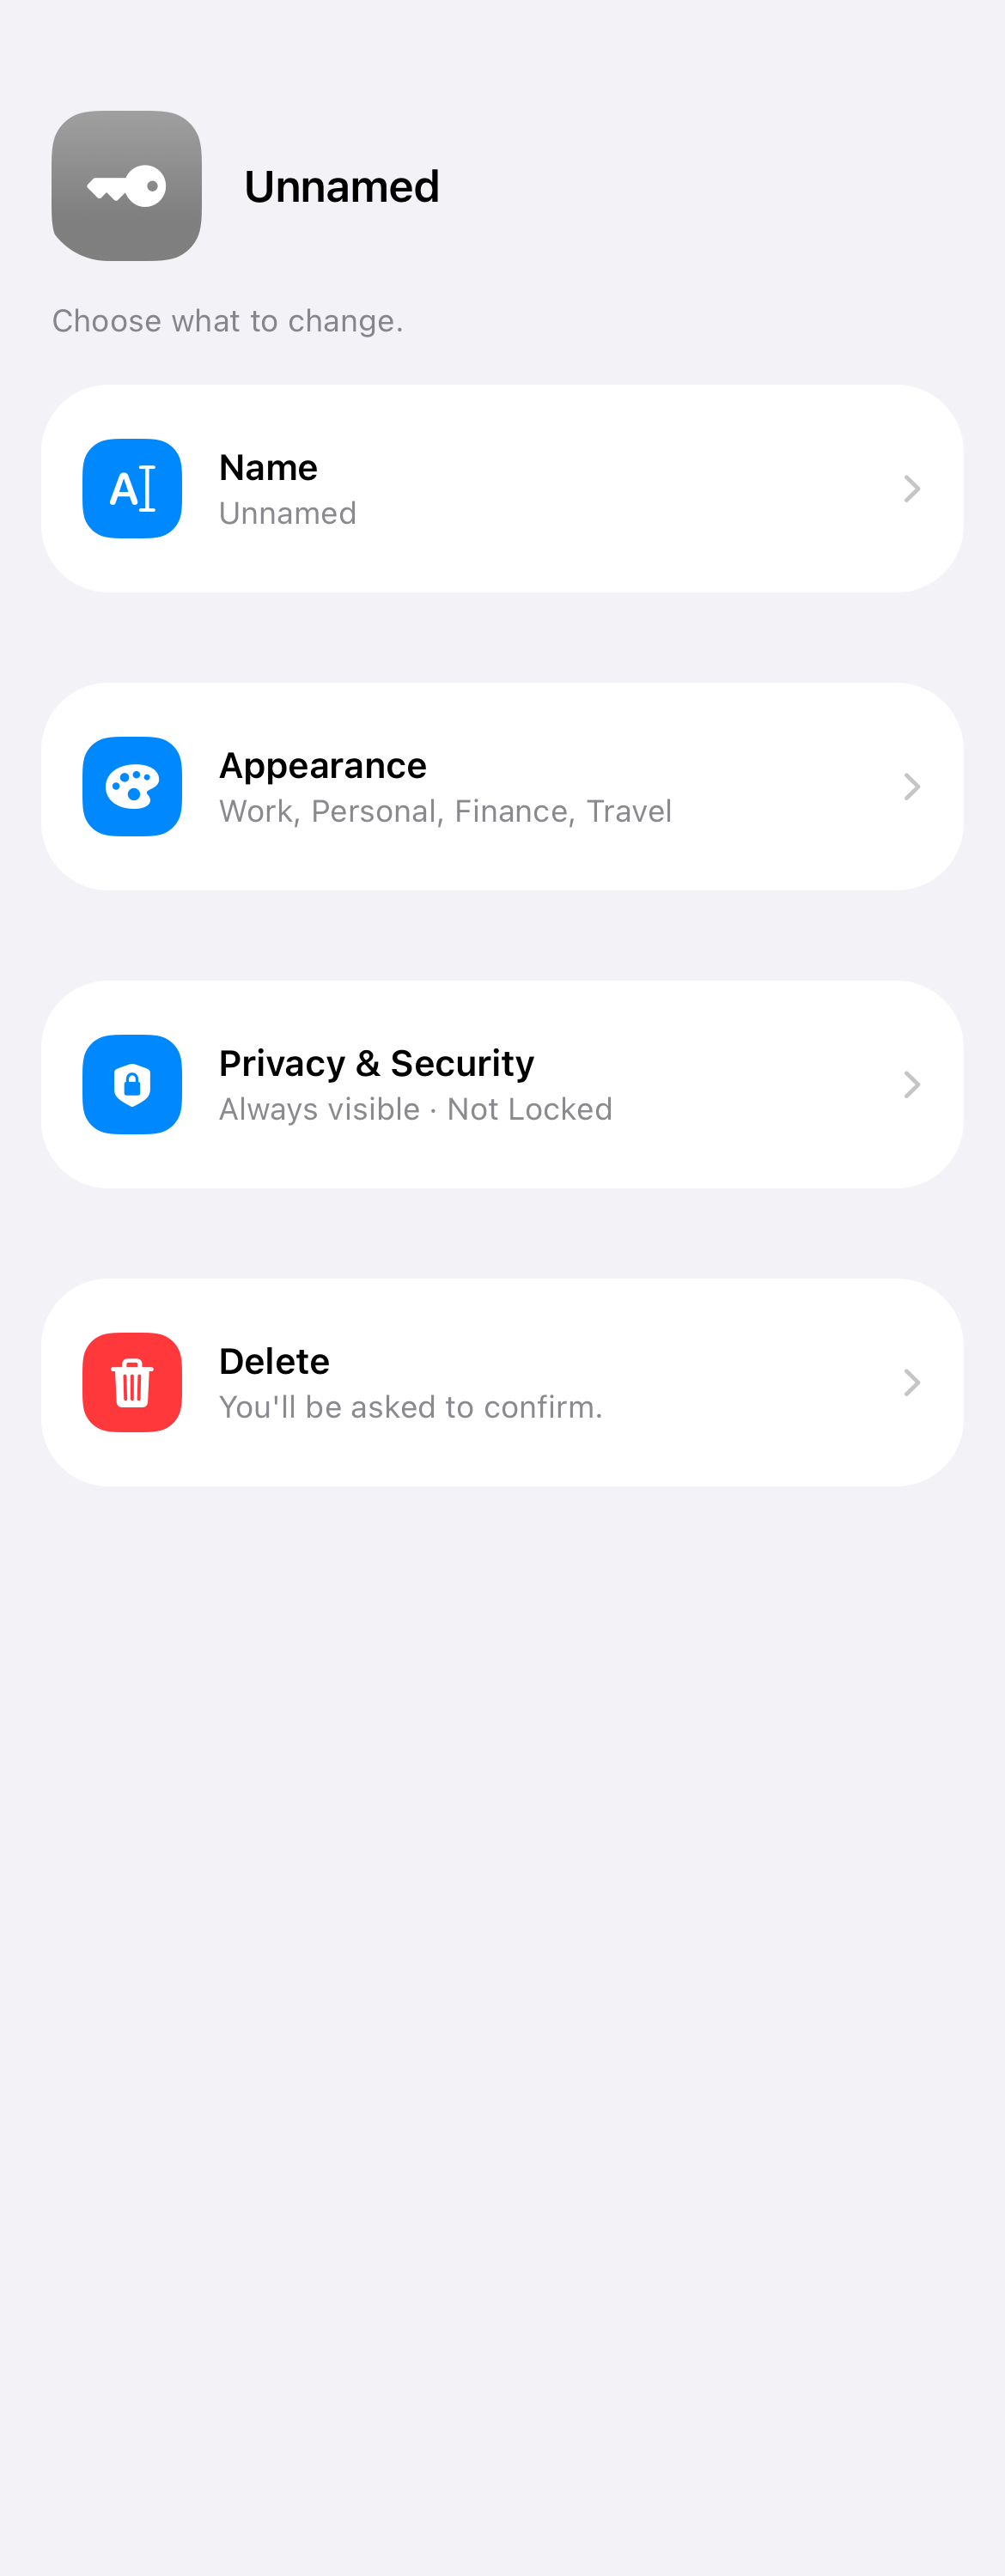 Unnamed
Choose what to change.
Name
Unnamed
Appearance
Work, Personal, Finance, Travel
Privacy & Security
Always visible · Not Locked
Delete
You'll be asked to confirm.